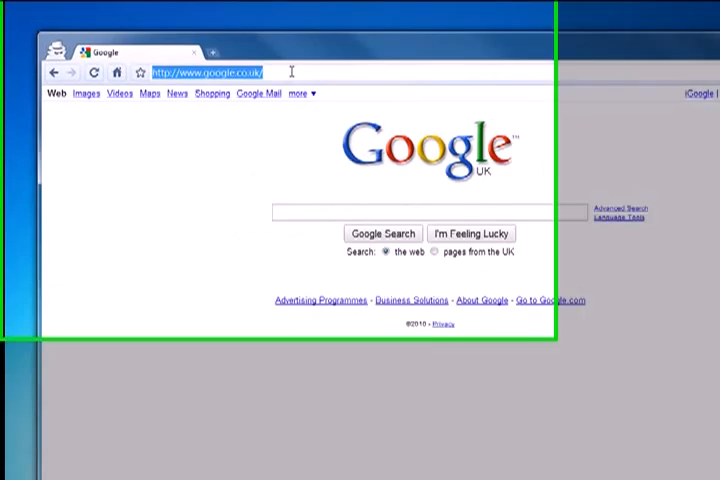 Google
http://www.google.co.uk/
Web Images Videos Maps News Shopping Google Mail more ▼ iGoogle |
Google™
UK
Advanced Search
Language Tools
Google Search I'm Feeling Lucky
Search: the web pages from the UK
Advertising Programmes - Business Solutions - About Google - Go to Google.com
©2010 - Privacy